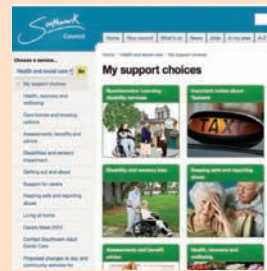 Southwark
Council
Home
Your council
What's on
News
Jobs
In my area
A-Z
Home
Health and social care
My support choices
Choose a service...
Health and social care
Go
My support choices
Health, recovery and
wellbeing
Care homes and housing
options
Assessments, benefits and
advice
Disabilities and sensory
impairment
Getting out and about
Support for carers
Keeping safe and reporting
abuse
Living at home
Carers Week 2013
Contact Southwark Adult
Social Care
Proposed changes to day and
community services for
My support choices
Questionnaire: Learning
disability services
Important notice about
Taxicard
TAXI
Disability and sensory loss
Keeping safe and reporting
abuse
Assessments and benefit
advice
Health, recovery and
wellbeing